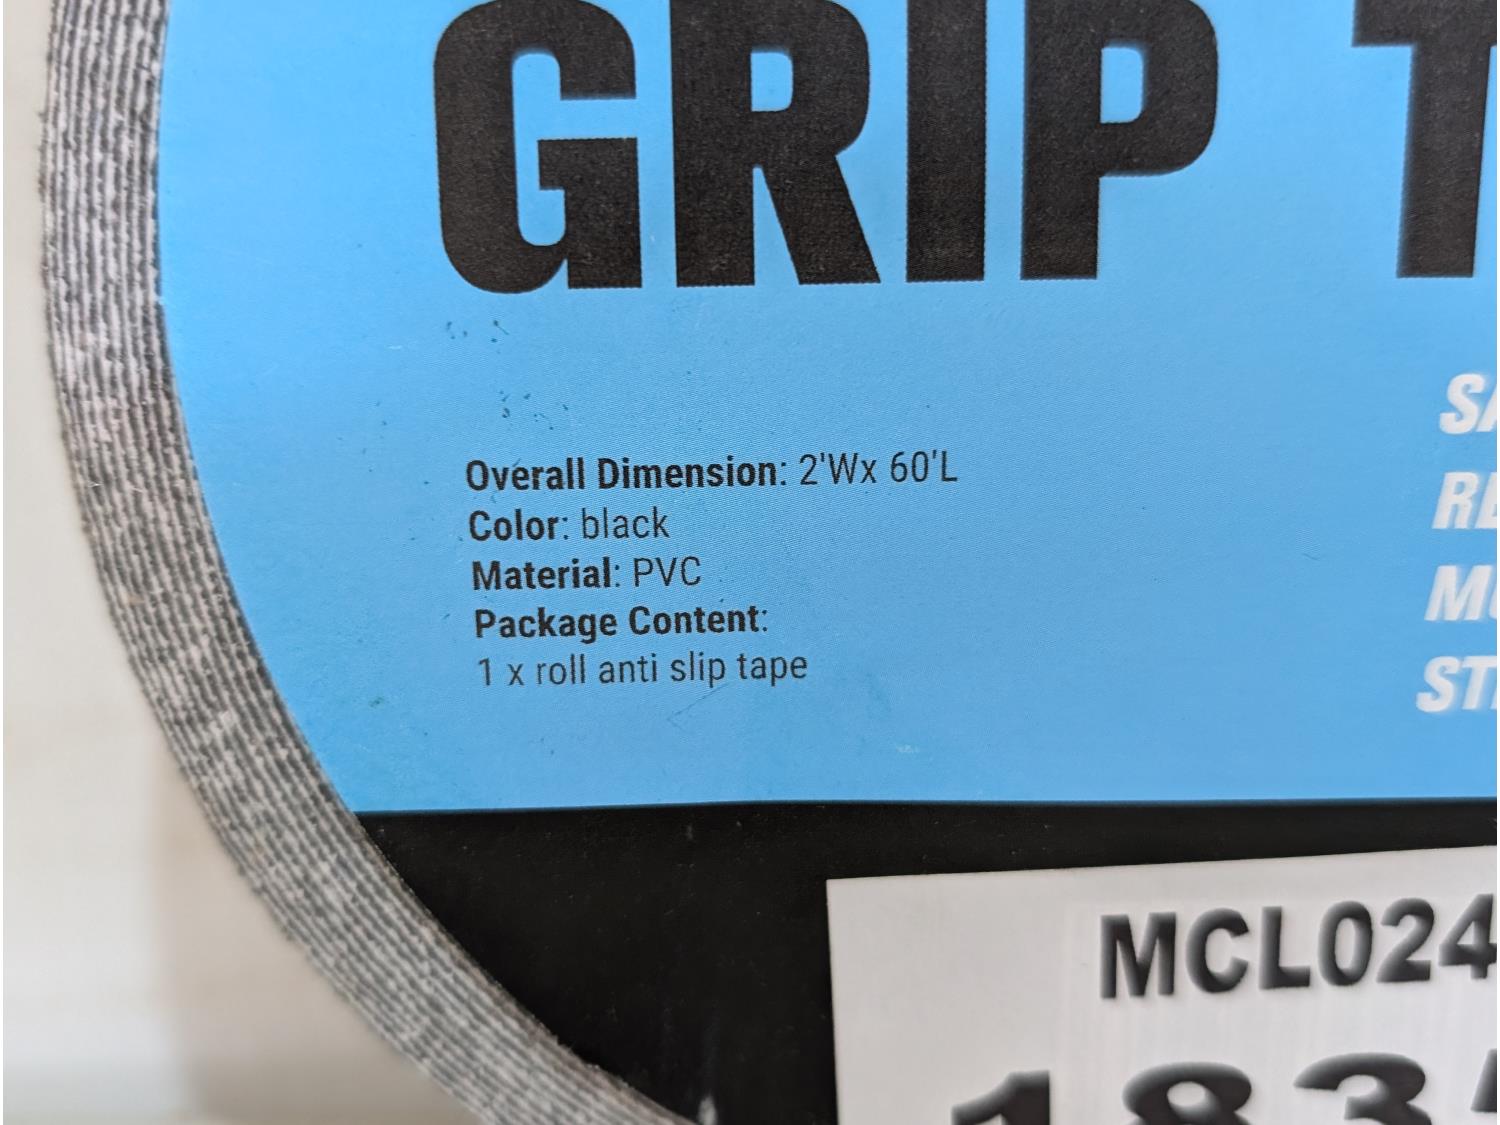 GRIP
Overall Dimension: 2'Wx 60'L
Color: black
Material: PVC
Package Content:
1 x roll anti slip tape
MCL024